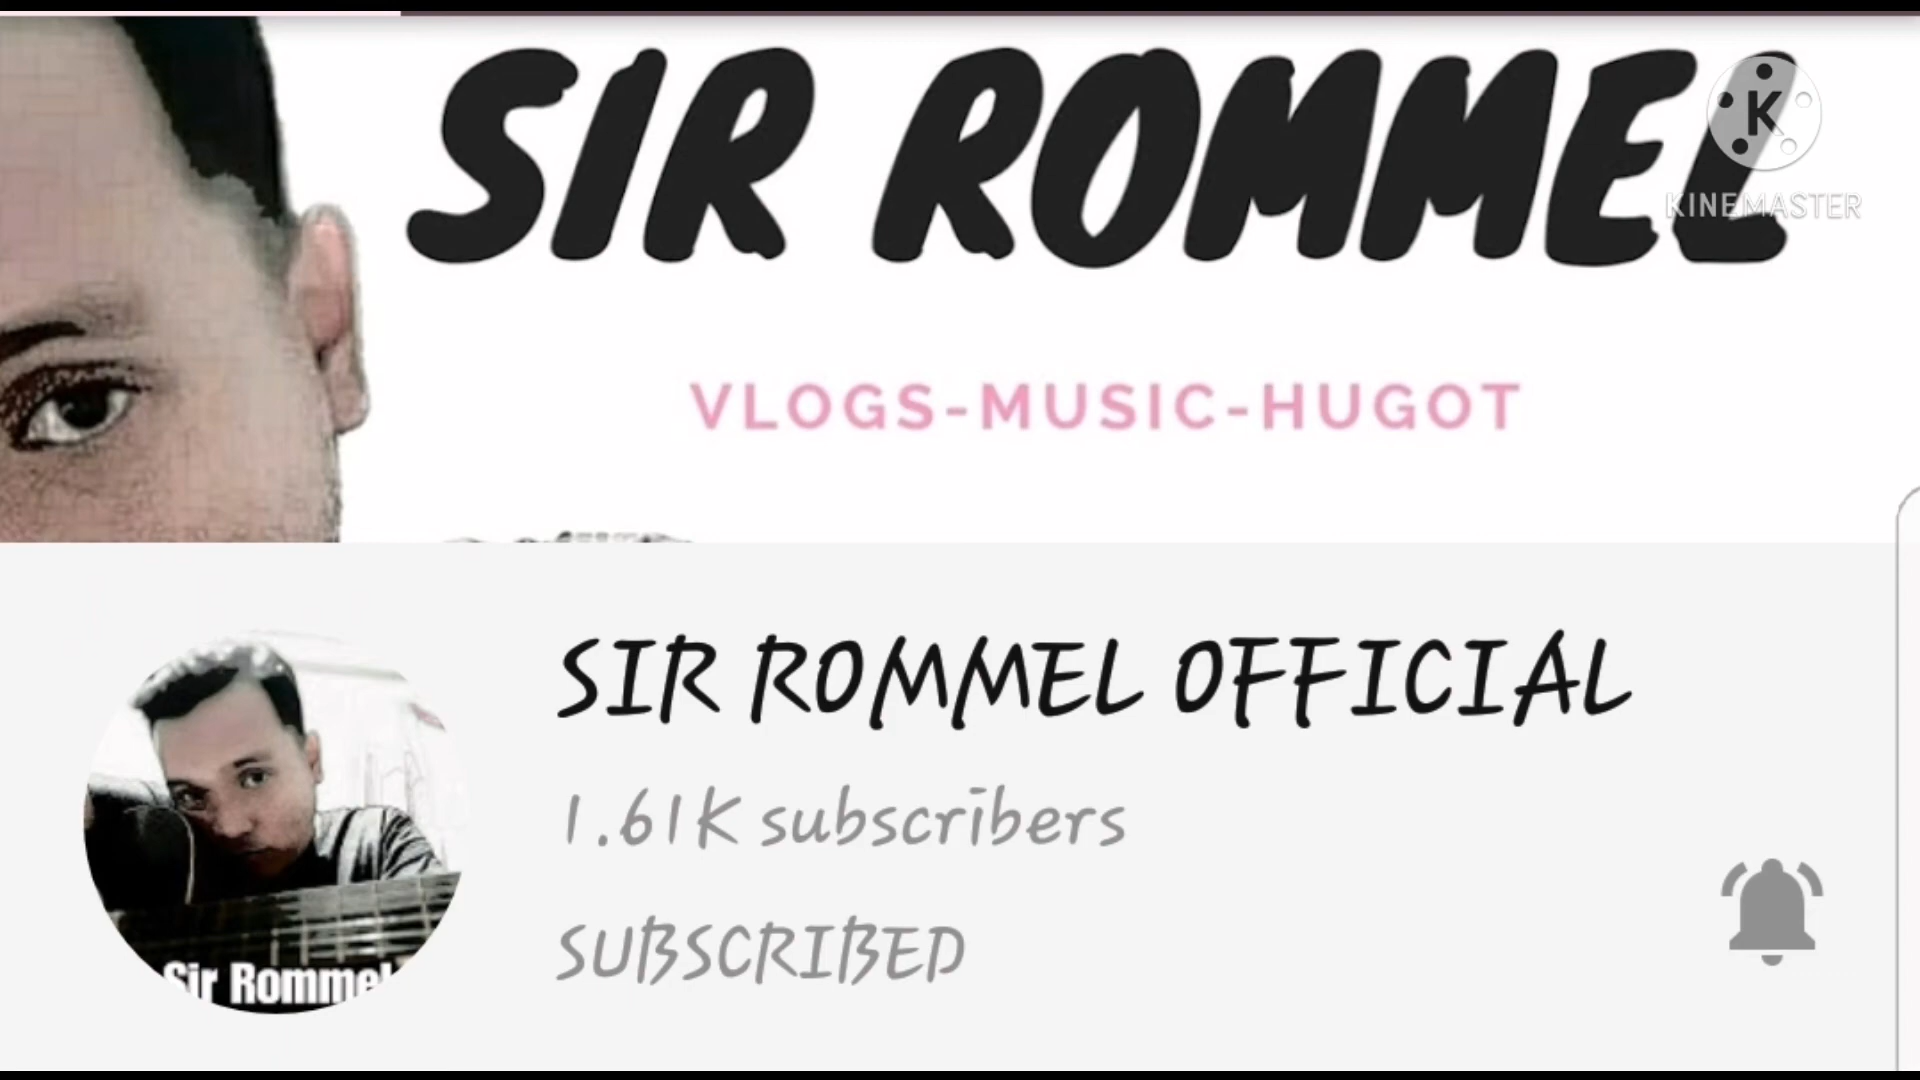 SIR ROMMEL
K
KINEMASTER
VLOGS-MUSIC-HUGOT
SIR ROMMEL OFFICIAL
1.61K subscribers
SUBSCRIBED
Sir Rommel